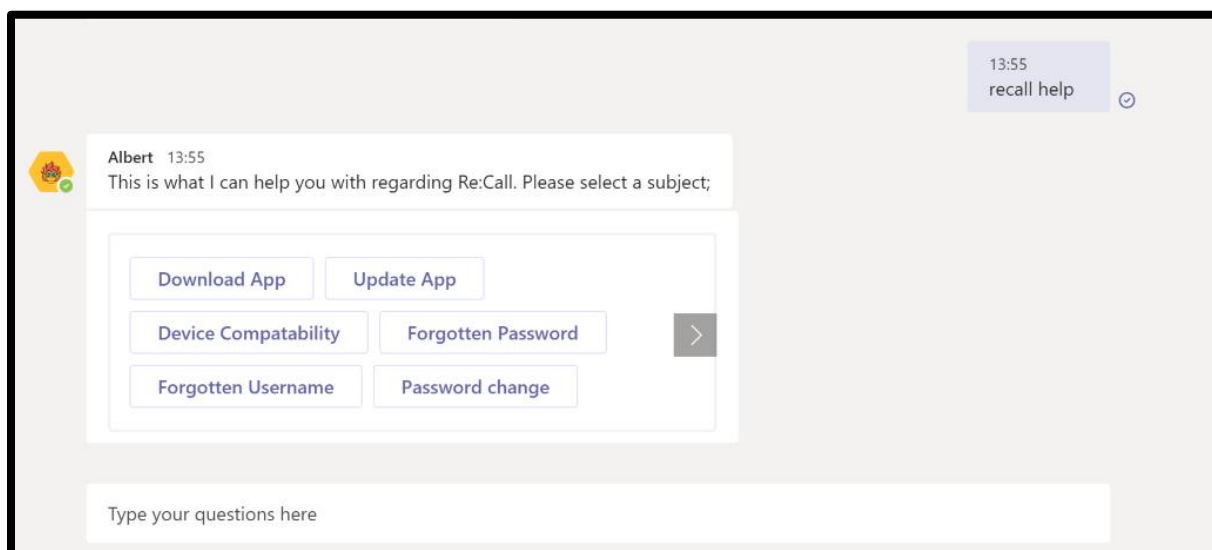 13:55
recall help
Albert 13:55
This is what I can help you with regarding Re:Call. Please select a subject;
Download App Update App
Device Compatability Forgotten Password
Forgotten Username Password change
Type your questions here